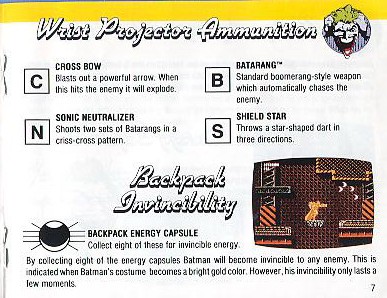 Wrist Projector Ammunition
C
CROSS BOW
Blasts out a powerful arrow. When
this hits the enemy it will explode.
B
BATARANG™
Standard boomerang-style weapon
which automatically chases the
enemy.
N
SONIC NEUTRALIZER
Shoots two sets of Batarangs in a
criss-cross pattern.
S
SHIELD STAR
Throws a star-shaped dart in
three directions.
Backpack
Invincibility
BACKPACK ENERGY CAPSULE
Collect eight of these for invincible energy.
By collecting eight of the energy capsules Batman will become invincible to any enemy. This is
indicated when Batman's costume becomes a bright gold color. However, his invincibility only lasts a
few moments.
7